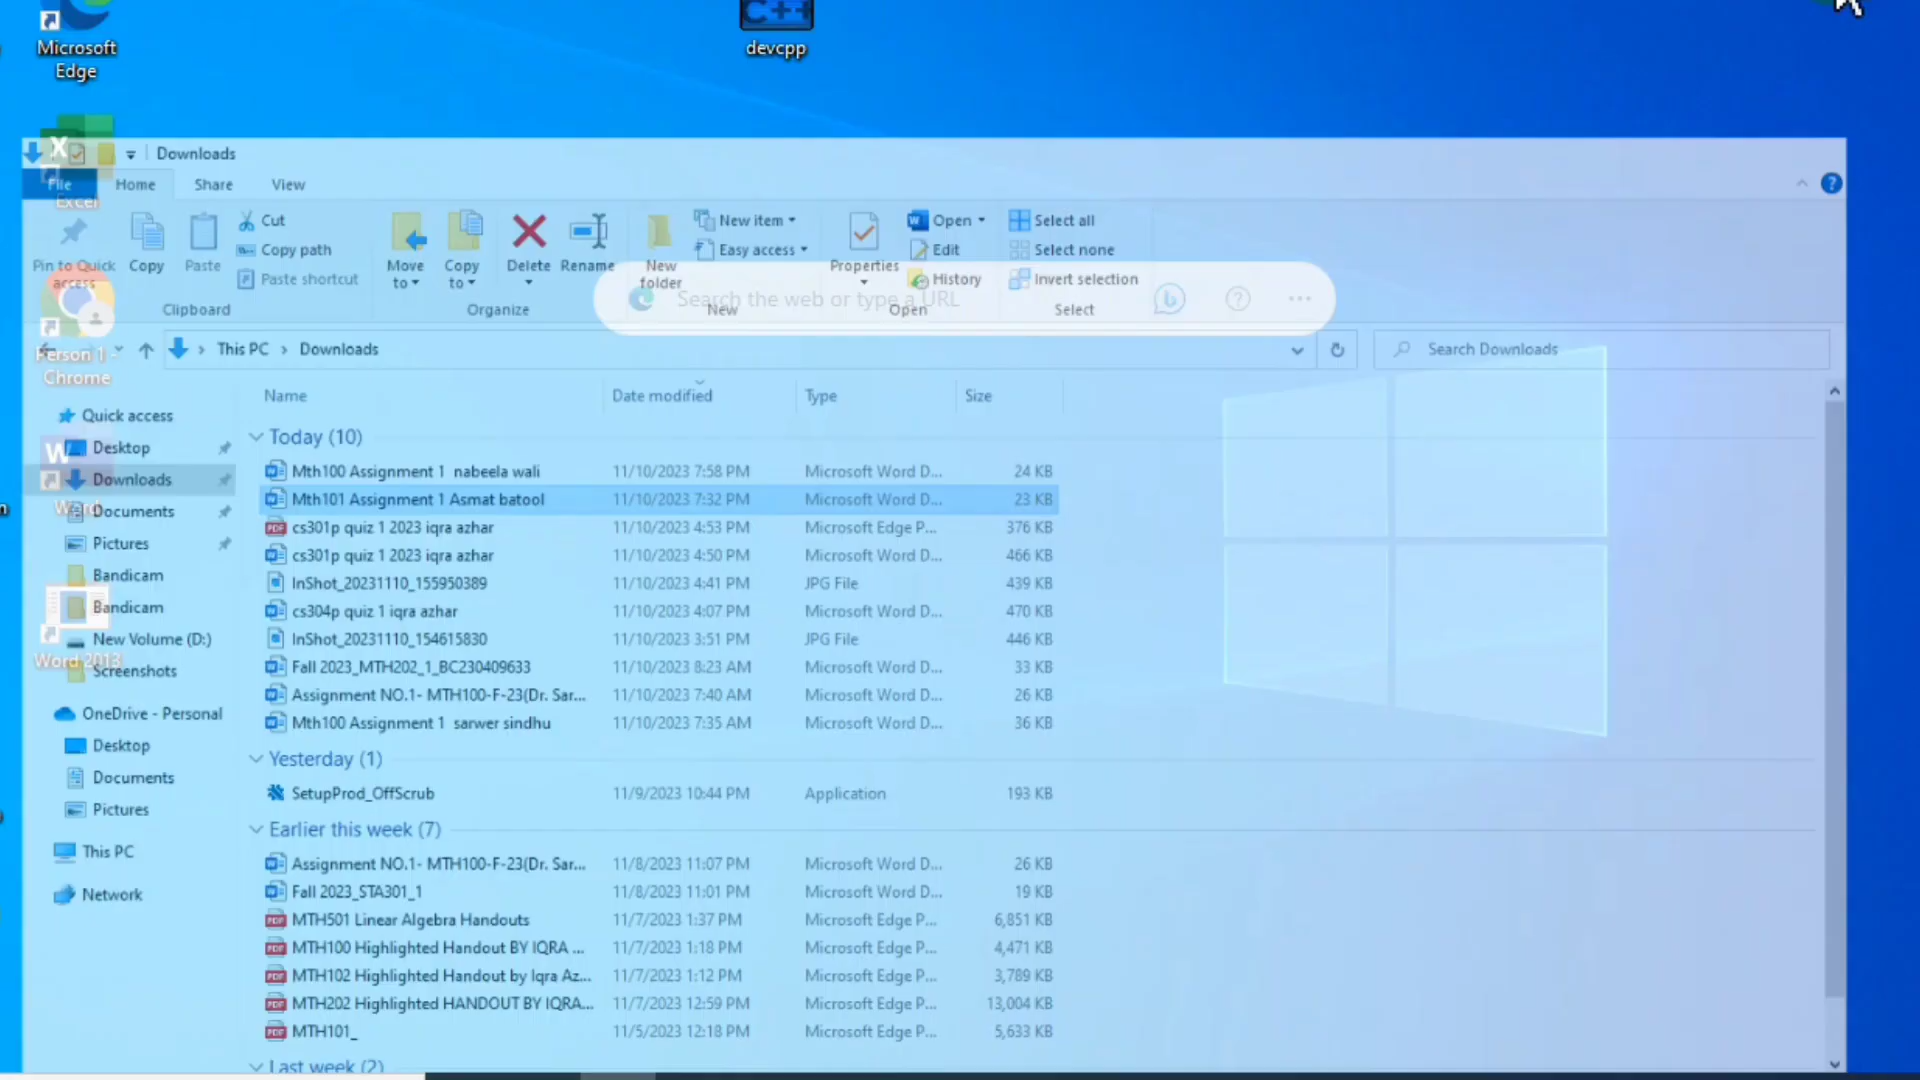 Microsoft
Edge
devcpp
Downloads
File
Home
Share
View
Excel
Pin to Quick
access
Copy
Paste
Cut
Copy path
Paste shortcut
Clipboard
Move
to
Copy
to
Delete
Rename
Organize
New
folder
New item
Easy access
New
Properties
Open
Edit
History
Open
Select all
Select none
Invert selection
Select
Search the web or type a URL
Person 1 -
Chrome
This PC
Downloads
Search Downloads
Name
Date modified
Type
Size
Quick access
Desktop
Downloads
Documents
Pictures
Bandicam
Bandicam
New Volume (D:)
Screenshots
Word
Word 2013
OneDrive - Personal
Desktop
Documents
Pictures
This PC
Network
Today (10)
Mth100 Assignment 1 nabeela wali 11/10/2023 7:58 PM Microsoft Word D... 24 KB
Mth101 Assignment 1 Asmat batool 11/10/2023 7:32 PM Microsoft Word D... 23 KB
cs301p quiz 1 2023 iqra azhar 11/10/2023 4:53 PM Microsoft Edge P... 376 KB
cs301p quiz 1 2023 iqra azhar 11/10/2023 4:50 PM Microsoft Word D... 466 KB
InShot_20231110_155950389 11/10/2023 4:41 PM JPG File 439 KB
cs304p quiz 1 iqra azhar 11/10/2023 4:07 PM Microsoft Word D... 470 KB
InShot_20231110_154615830 11/10/2023 3:51 PM JPG File 446 KB
Fall 2023_MTH202_1_BC230409633 11/10/2023 8:23 AM Microsoft Word D... 33 KB
Assignment NO.1- MTH100-F-23(Dr. Sar... 11/10/2023 7:40 AM Microsoft Word D... 26 KB
Mth100 Assignment 1 sarwer sindhu 11/10/2023 7:35 AM Microsoft Word D... 36 KB
Yesterday (1)
SetupProd_OffScrub 11/9/2023 10:44 PM Application 193 KB
Earlier this week (7)
Assignment NO.1- MTH100-F-23(Dr. Sar... 11/8/2023 11:07 PM Microsoft Word D... 26 KB
Fall 2023_STA301_1 11/8/2023 11:01 PM Microsoft Word D... 19 KB
MTH501 Linear Algebra Handouts 11/7/2023 1:37 PM Microsoft Edge P... 6,851 KB
MTH100 Highlighted Handout BY IQRA ... 11/7/2023 1:18 PM Microsoft Edge P... 4,471 KB
MTH102 Highlighted Handout by Iqra Az... 11/7/2023 1:12 PM Microsoft Edge P... 3,789 KB
MTH202 Highlighted HANDOUT BY IQRA... 11/7/2023 12:59 PM Microsoft Edge P... 13,004 KB
MTH101_ 11/5/2023 12:18 PM Microsoft Edge P... 5,633 KB
Last week (2)